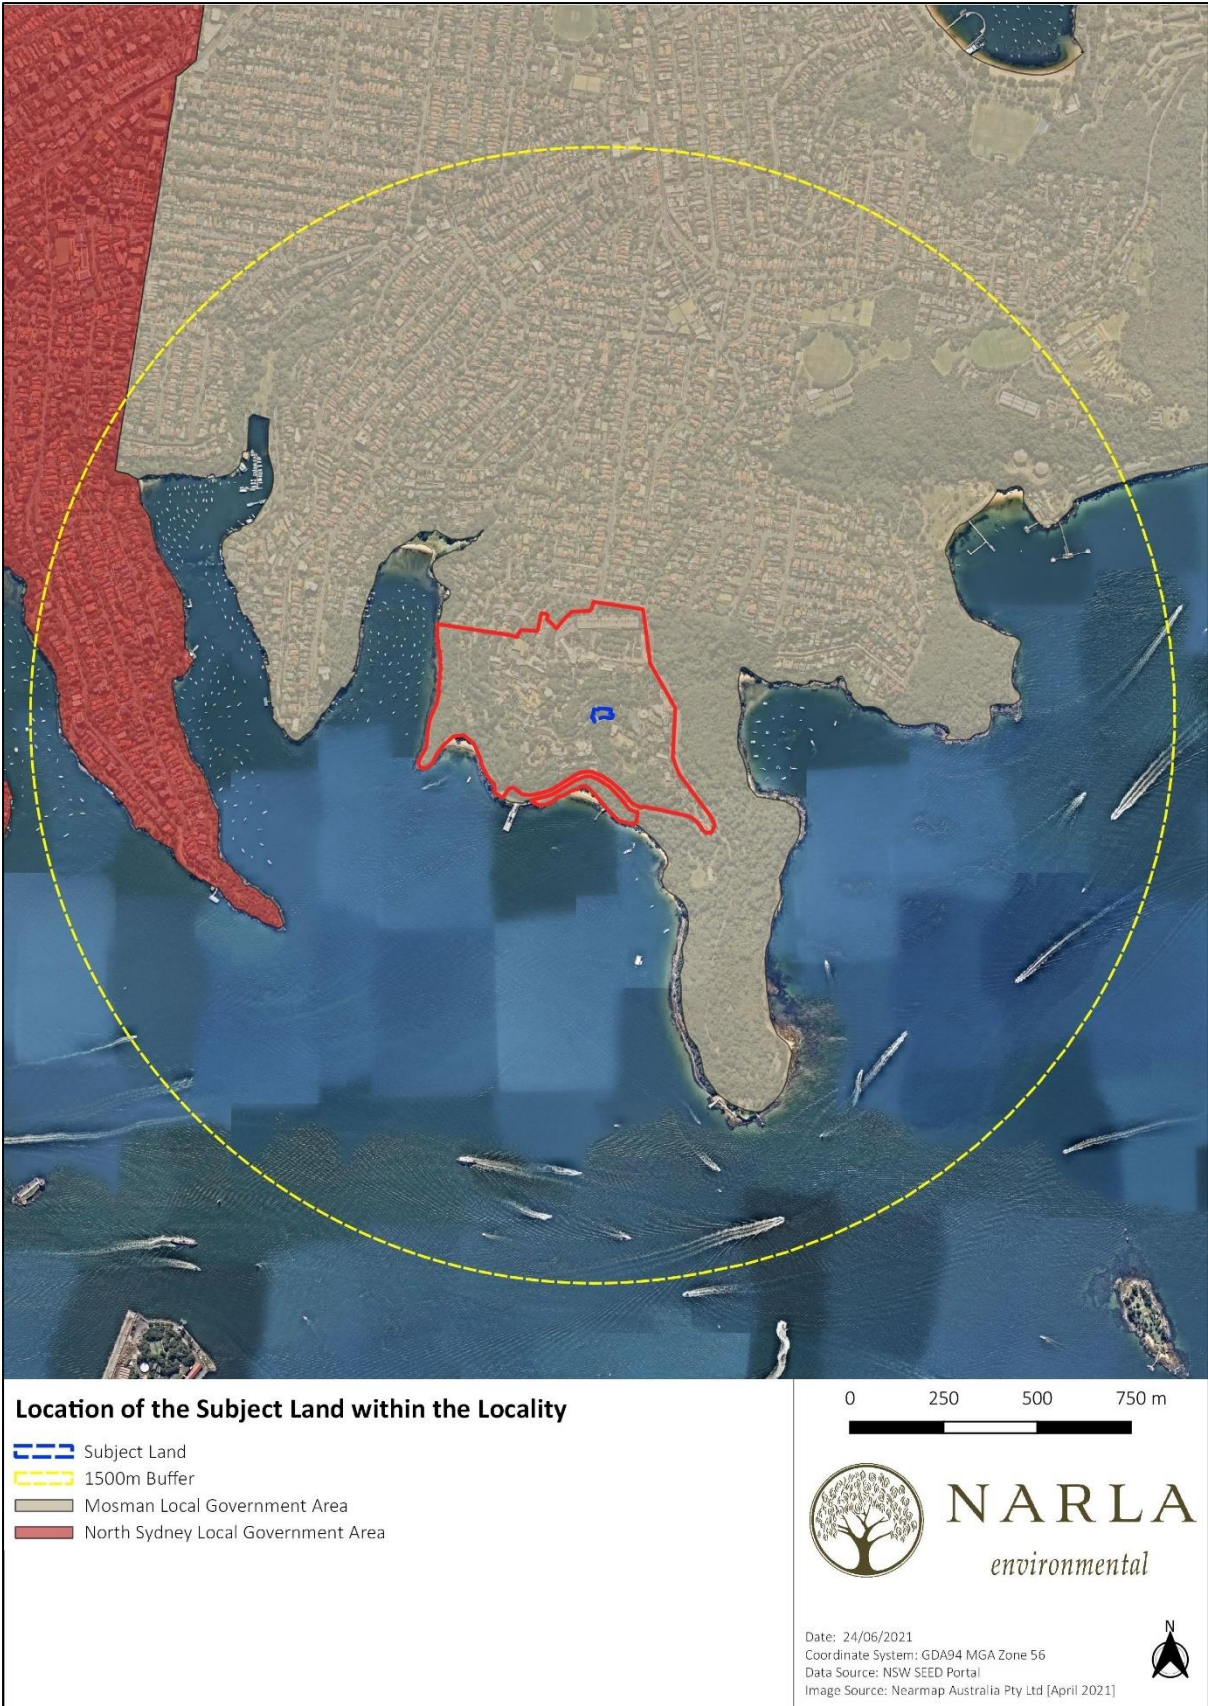 Location of the Subject Land within the Locality
Subject Land
1500m Buffer
Mosman Local Government Area
North Sydney Local Government Area
0 250 500 750 m
NARLA
environmental
N
Date: 24/06/2021
Coordinate System: GDA94 MGA Zone 56
Data Source: NSW SEED Portal
Image Source: Nearmap Australia Pty Ltd [April 2021]